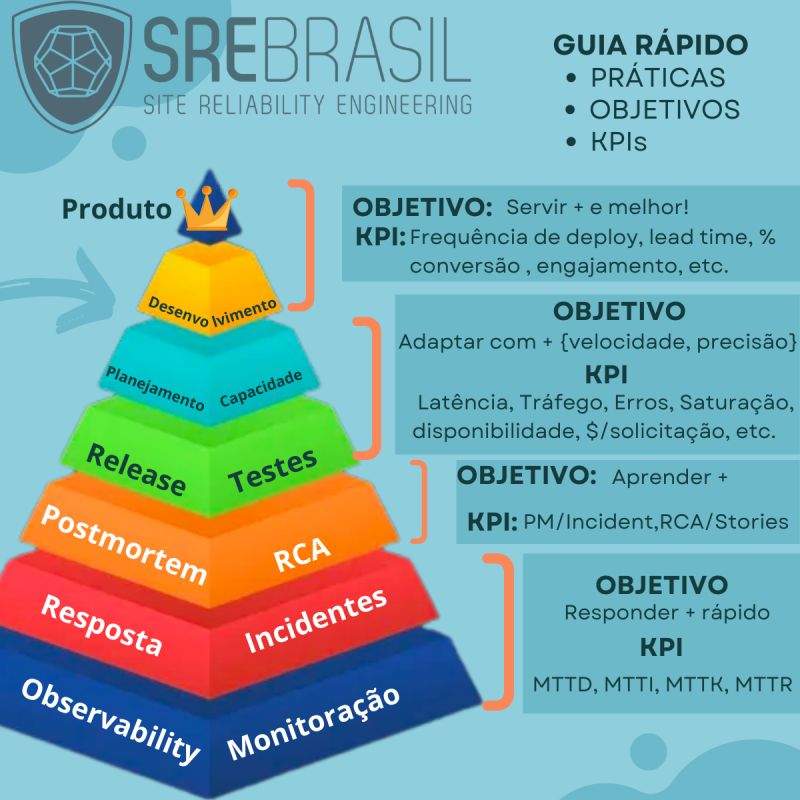 SREBRASIL
SITE RELIABILITY ENGINEERING
GUIA RÁPIDO
• PRÁTICAS
• OBJETIVOS
• KPIs
Produto
OBJETIVO: Servir + e melhor!
KPI: Frequência de deploy, lead time, %
conversão , engajamento, etc.
Desenvolvimento
OBJETIVO
Adaptar com + {velocidade, precisão}
KPI
Latência, Tráfego, Erros, Saturação,
disponibilidade, $/solicitação, etc.
Planejamento Capacidade
Release Testes
OBJETIVO: Aprender +
KPI: PM/Incident,RCA/Stories
Postmortem RCA
OBJETIVO
Responder + rápido
KPI
MTTD, MTTI, MTTK, MTTR
Resposta Incidentes
Observability Monitoração